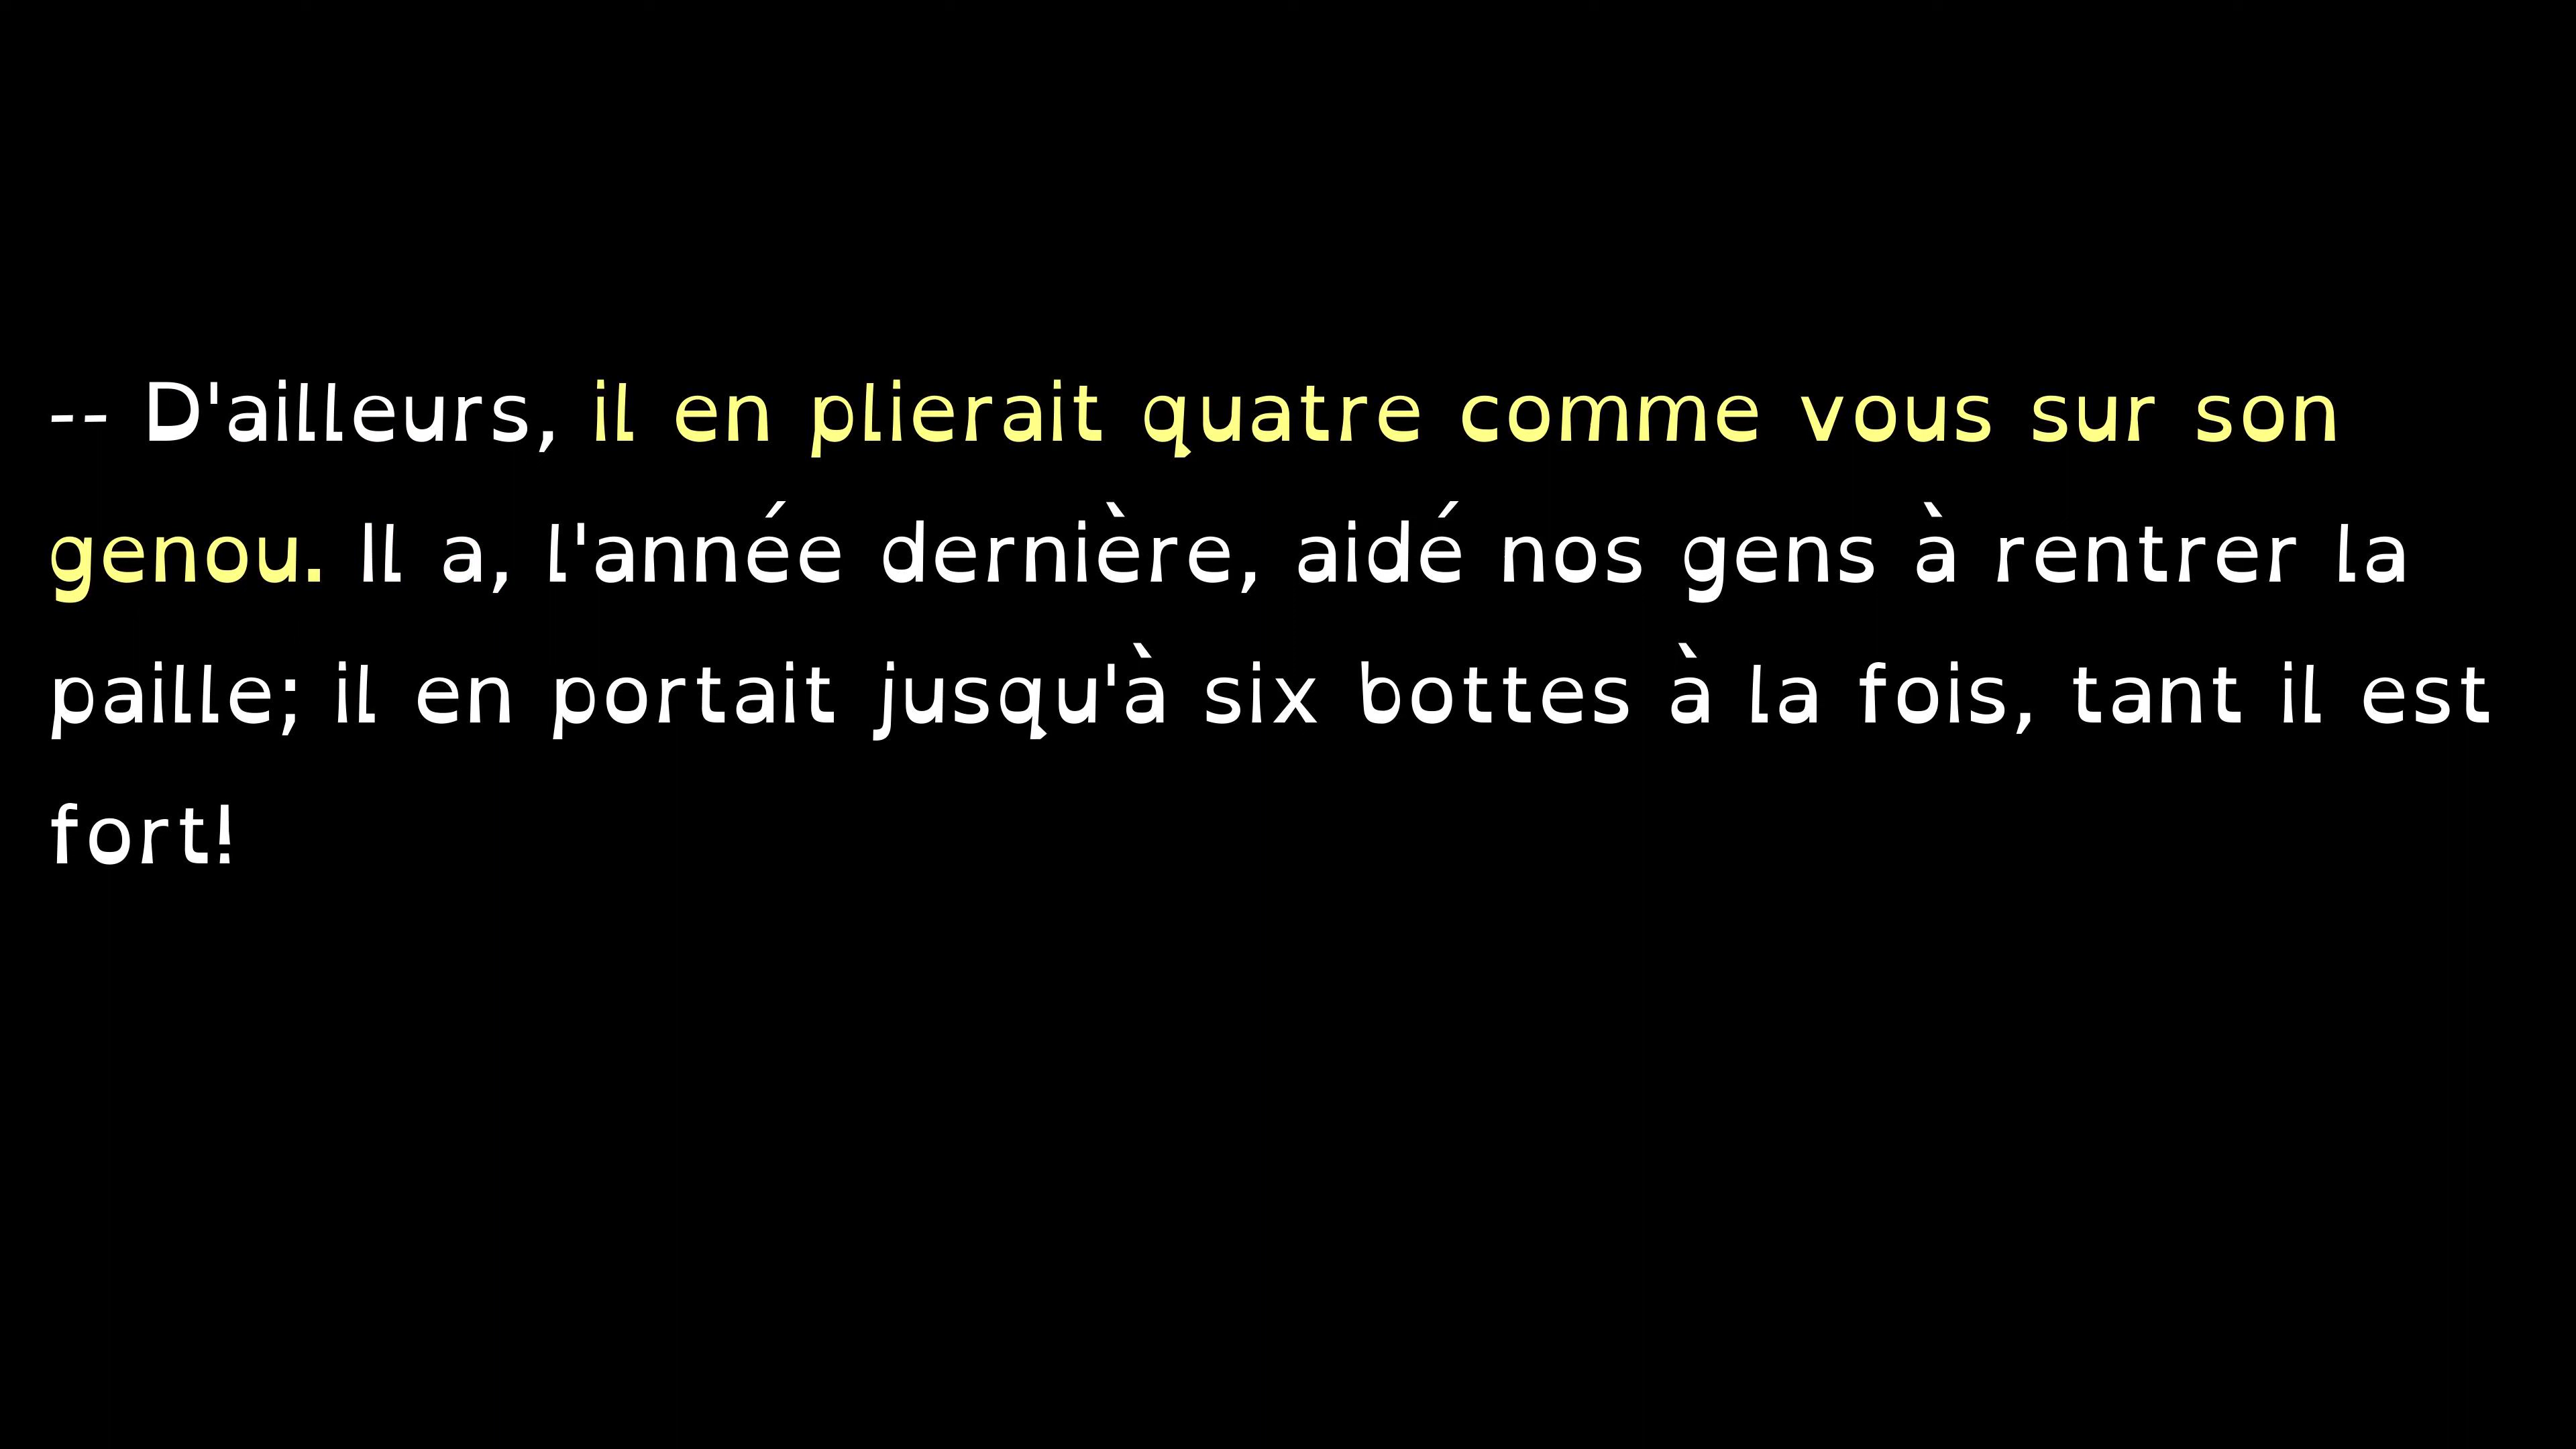 -- D'ailleurs, il en plierait quatre comme vous sur son
genou. Il a, l'année dernière, aidé nos gens à rentrer la
paille; il en portait jusqu'à six bottes à la fois, tant il est
fort!